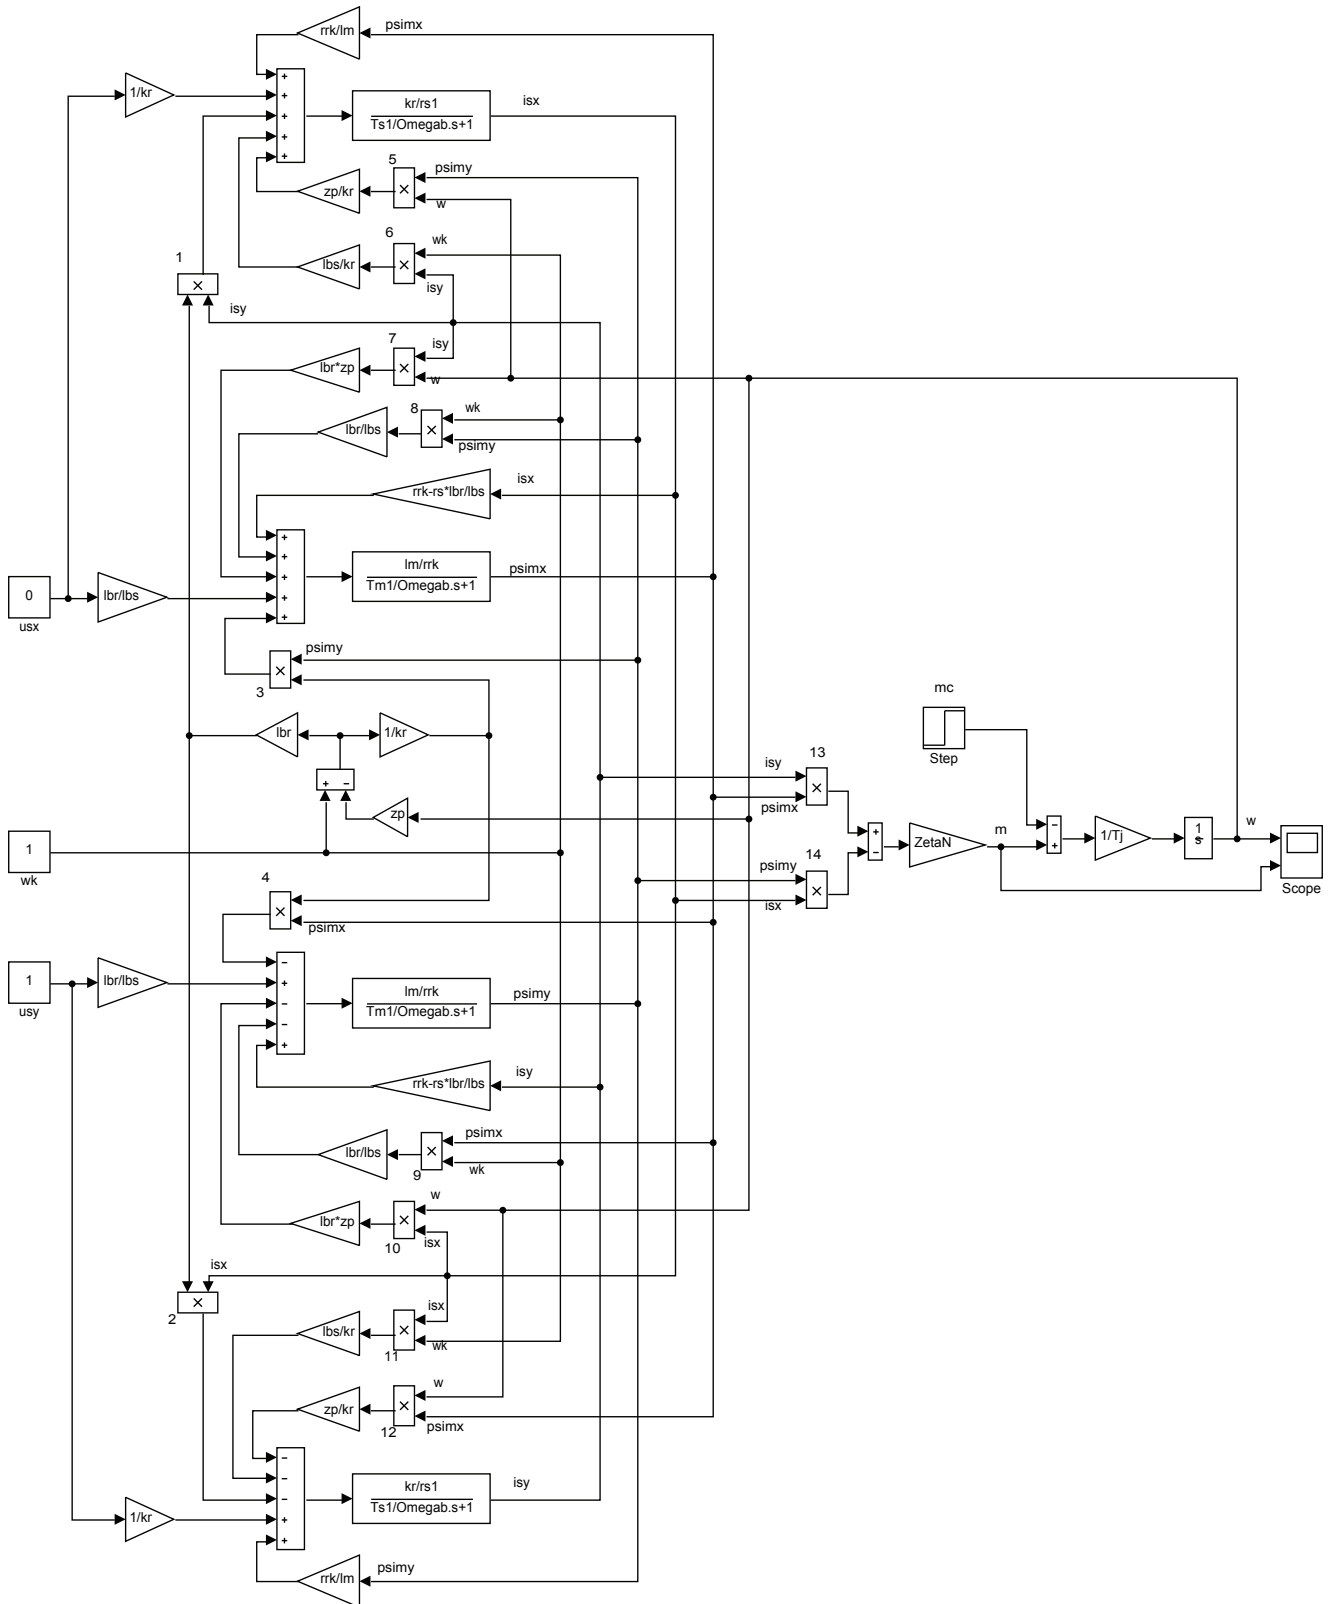 rrk/lm
psimx
1/kr
+
+
+
+
+
kr/rs1
Ts1/Omegab.s+1
isx
5
psimy
zp/kr
×
w
6
wk
lbs/kr
×
isy
1
×
isy
7
isy
lbr*zp
×
w
8
wk
lbr/lbs
×
psimy
isx
rrk-rs*lbr/lbs
+
+
+
+
+
lm/rrk
Tm1/Omegab.s+1
psimx
0
usx
lbr/lbs
psimy
×
3
lbr
1/kr
+ −
zp
1
wk
mc
Step
13
isy
×
psimx
+
−
ZetaN
m
−
+
1/Tj
1
s
w
Scope
14
psimy
×
isx
4
×
psimx
1
usy
lbr/lbs
−
+
−
−
+
lm/rrk
Tm1/Omegab.s+1
psimy
rrk-rs*lbr/lbs
isy
psimx
lbr/lbs
×
9
wk
w
lbr*zp
×
10
isx
isx
×
2
isx
lbs/kr
×
11
wk
w
zp/kr
×
12
psimx
−
−
−
+
+
kr/rs1
Ts1/Omegab.s+1
isy
1/kr
rrk/lm
psimy